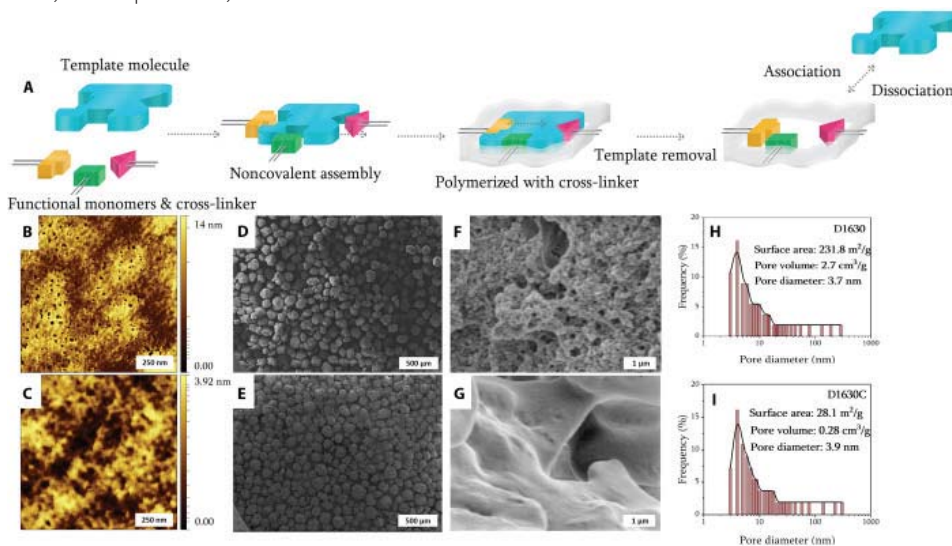 Template molecule
A
Association
Dissociation
Noncovalent assembly
Polymerized with cross-linker
Template removal
Functional monomers & cross-linker
B
14 nm
0.00
250 nm
C
3.92 nm
0.00
250 nm
D
500 μm
E
500 μm
F
1 μm
G
1 μm
H
D1630
Surface area: 231.8 m²/g
Pore volume: 2.7 cm³/g
Pore diameter: 3.7 nm
Frequency (%)
20
15
10
5
0
1
10
100
1000
Pore diameter (nm)
I
D1630C
Surface area: 28.1 m²/g
Pore volume: 0.28 cm³/g
Pore diameter: 3.9 nm
Frequency (%)
20
15
10
5
0
1
10
100
1000
Pore diameter (nm)